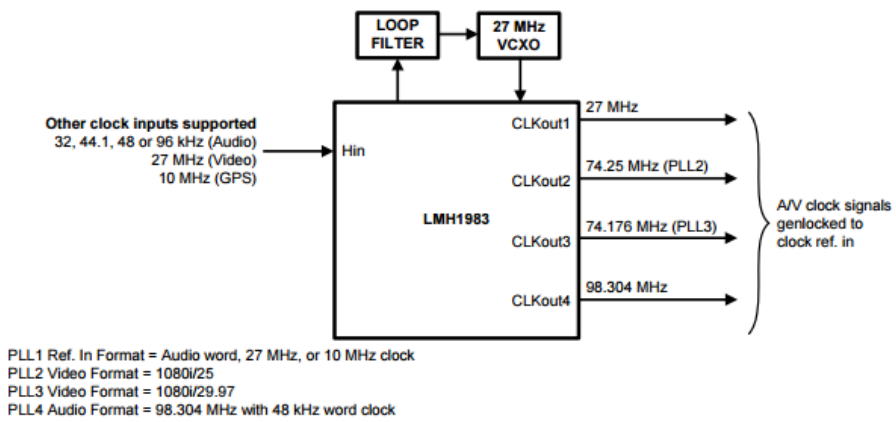 LOOP
FILTER
27 MHz
VCXO
Other clock inputs supported
32, 44.1, 48 or 96 kHz (Audio)
27 MHz (Video)
10 MHz (GPS)
Hin
LMH1983
CLKout1
27 MHz
CLKout2
74.25 MHz (PLL2)
CLKout3
74.176 MHz (PLL3)
CLKout4
98.304 MHz
A/V clock signals
genlocked to
clock ref. in
PLL1 Ref. In Format = Audio word, 27 MHz, or 10 MHz clock
PLL2 Video Format = 1080i/25
PLL3 Video Format = 1080i/29.97
PLL4 Audio Format = 98.304 MHz with 48 kHz word clock